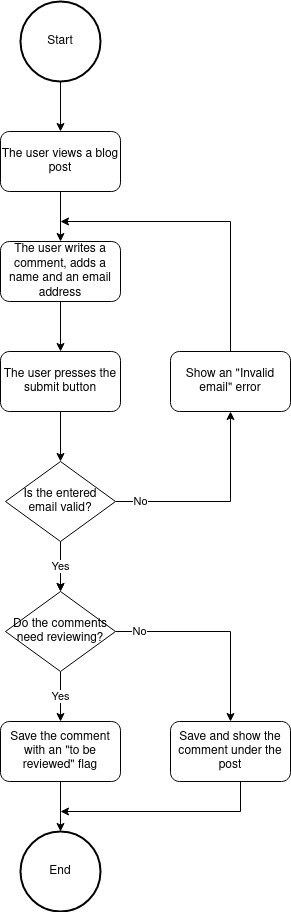 Start
The user views a blog
post
The user writes a
comment, adds a
name and an email
address
The user presses the
submit button
Show an "Invalid
email" error
Is the entered
email valid?
No
Yes
Do the comments
need reviewing?
No
Yes
Save the comment
with an "to be
reviewed" flag
Save and show the
comment under the
post
End